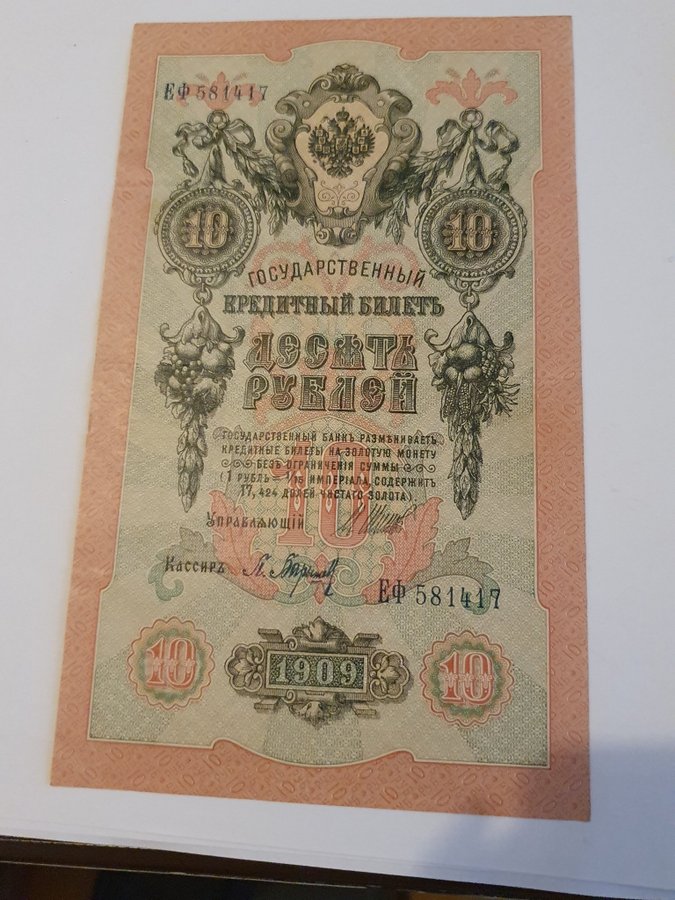 ЕФ 581417
10 10
ГОСУДАРСТВЕННЫЙ
КРЕДИТНЫЙ БИЛЕТЪ
ДЕСЯТЬ
РУБЛЕЙ
ГОСУДАРСТВЕННЫЙ БАНКЪ РАЗМѢНИВАЕТЪ
КРЕДИТНЫЕ БИЛЕТЫ НА ЗОЛОТУЮ МОНЕТУ
БЕЗЪ ОГРАНИЧЕНІЯ СУММЫ
(1 РУБЛЬ = 1/15 ИМПЕРІАЛА, СОДЕРЖИТЪ
17,424 ДОЛЕЙ ЧИСТАГО ЗОЛОТА).
10
УПРАВЛЯЮЩІЙ
КАССИРЪ
ЕФ 581417
10 1909 10